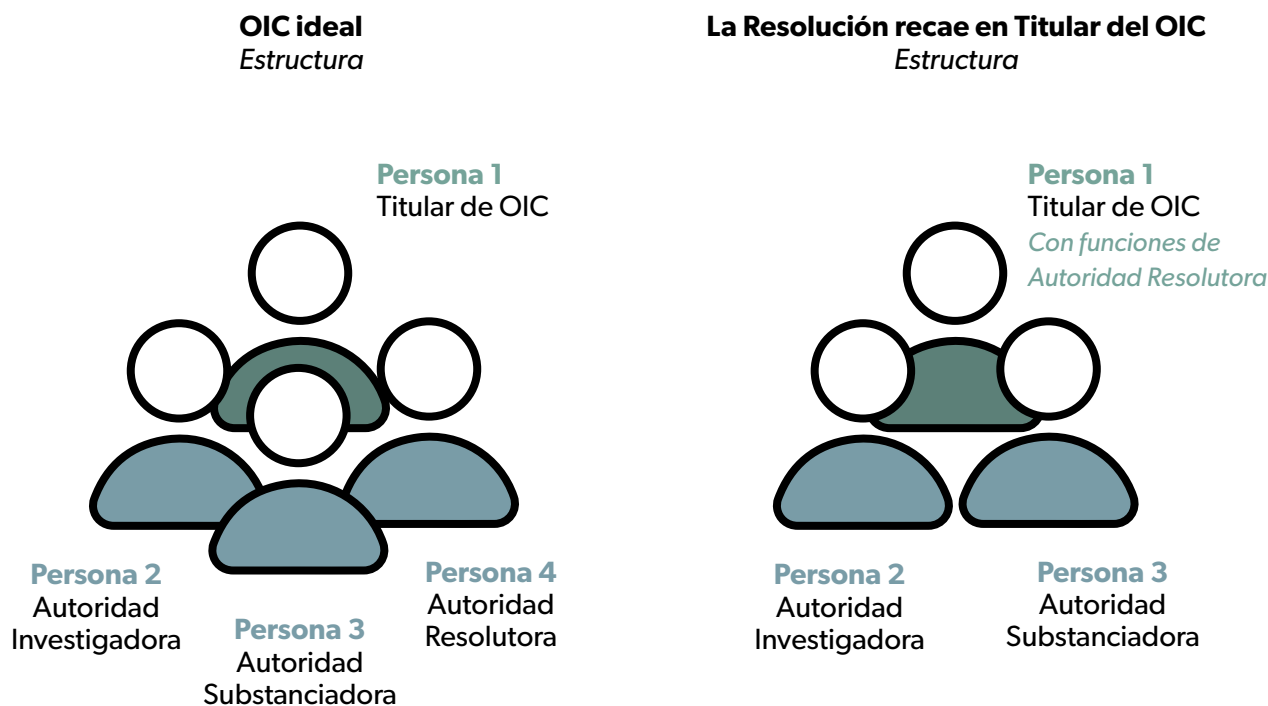 OIC ideal
Estructura
Persona 1
Titular de OIC
Persona 2
Autoridad
Investigadora
Persona 3
Autoridad
Substanciadora
Persona 4
Autoridad
Resolutora
La Resolución recae en Titular del OIC
Estructura
Persona 1
Titular de OIC
Con funciones de
Autoridad Resolutora
Persona 2
Autoridad
Investigadora
Persona 3
Autoridad
Substanciadora